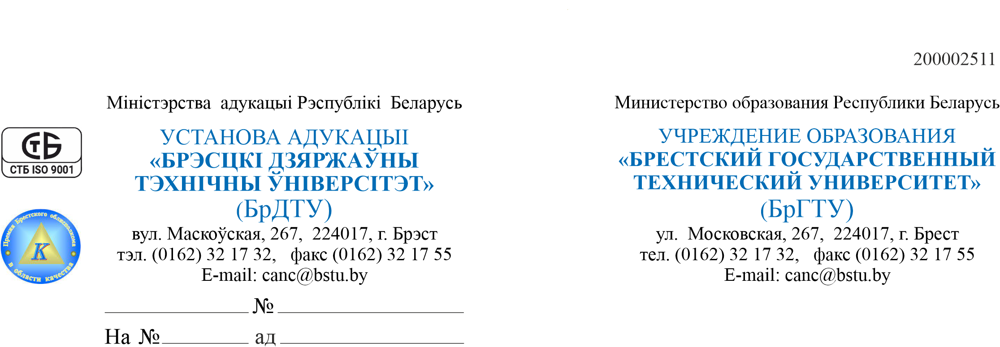 200002511
Міністэрства адукацыі Рэспублікі Беларусь
УСТАНОВА АДУКАЦЫІ
«БРЭСЦКІ ДЗЯРЖАЎНЫ
ТЭХНІЧНЫ ЎНІВЕРСІТЭТ»
(БрДТУ)
вул. Маскоўская, 267, 224017, г. Брэст
тэл. (0162) 32 17 32, факс (0162) 32 17 55
E-mail: canc@bstu.by
№
На № ад
Министерство образования Республики Беларусь
УЧРЕЖДЕНИЕ ОБРАЗОВАНИЯ
«БРЕСТСКИЙ ГОСУДАРСТВЕННЫЙ
ТЕХНИЧЕСКИЙ УНИВЕРСИТЕТ»
(БрГТУ)
ул. Московская, 267, 224017, г. Брест
тел. (0162) 32 17 32, факс (0162) 32 17 55
E-mail: canc@bstu.by
СТБ
СТБ ISO 9001
Премия Брестского облисполкома
К
в области качества